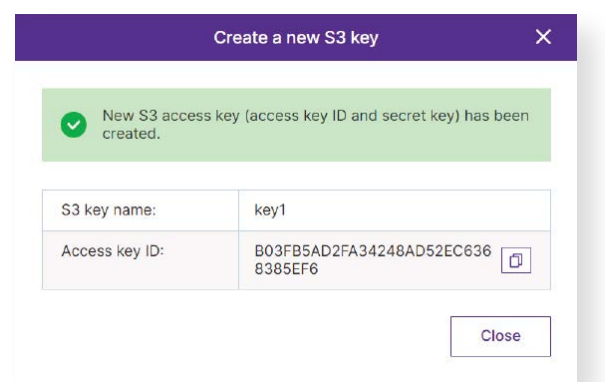 Create a new S3 key
New S3 access key (access key ID and secret key) has been
created.
S3 key name:
key1
Access key ID:
B03FB5AD2FA34248AD52EC636
8385EF6
Close